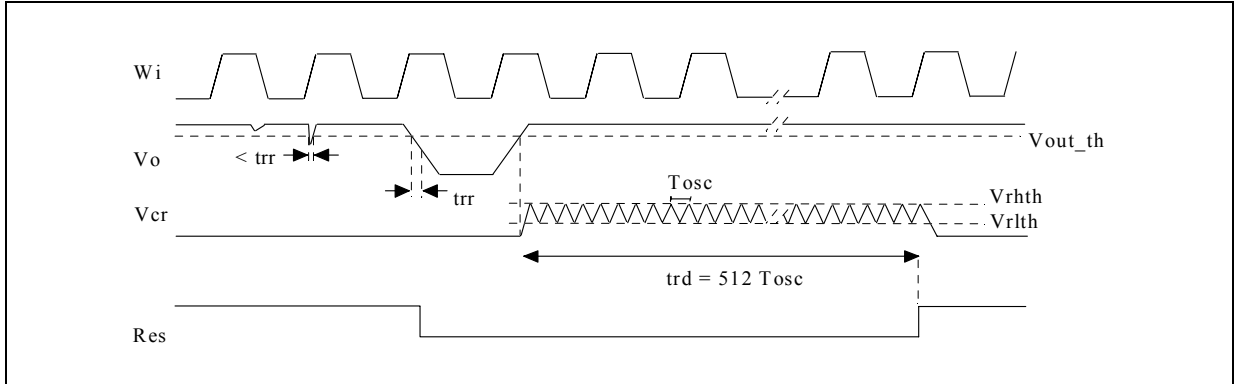 Wi
Vout_th
Vo
< trr
trr
Tosc
Vcr
Vrhth
Vrlth
trd = 512 Tosc
Res